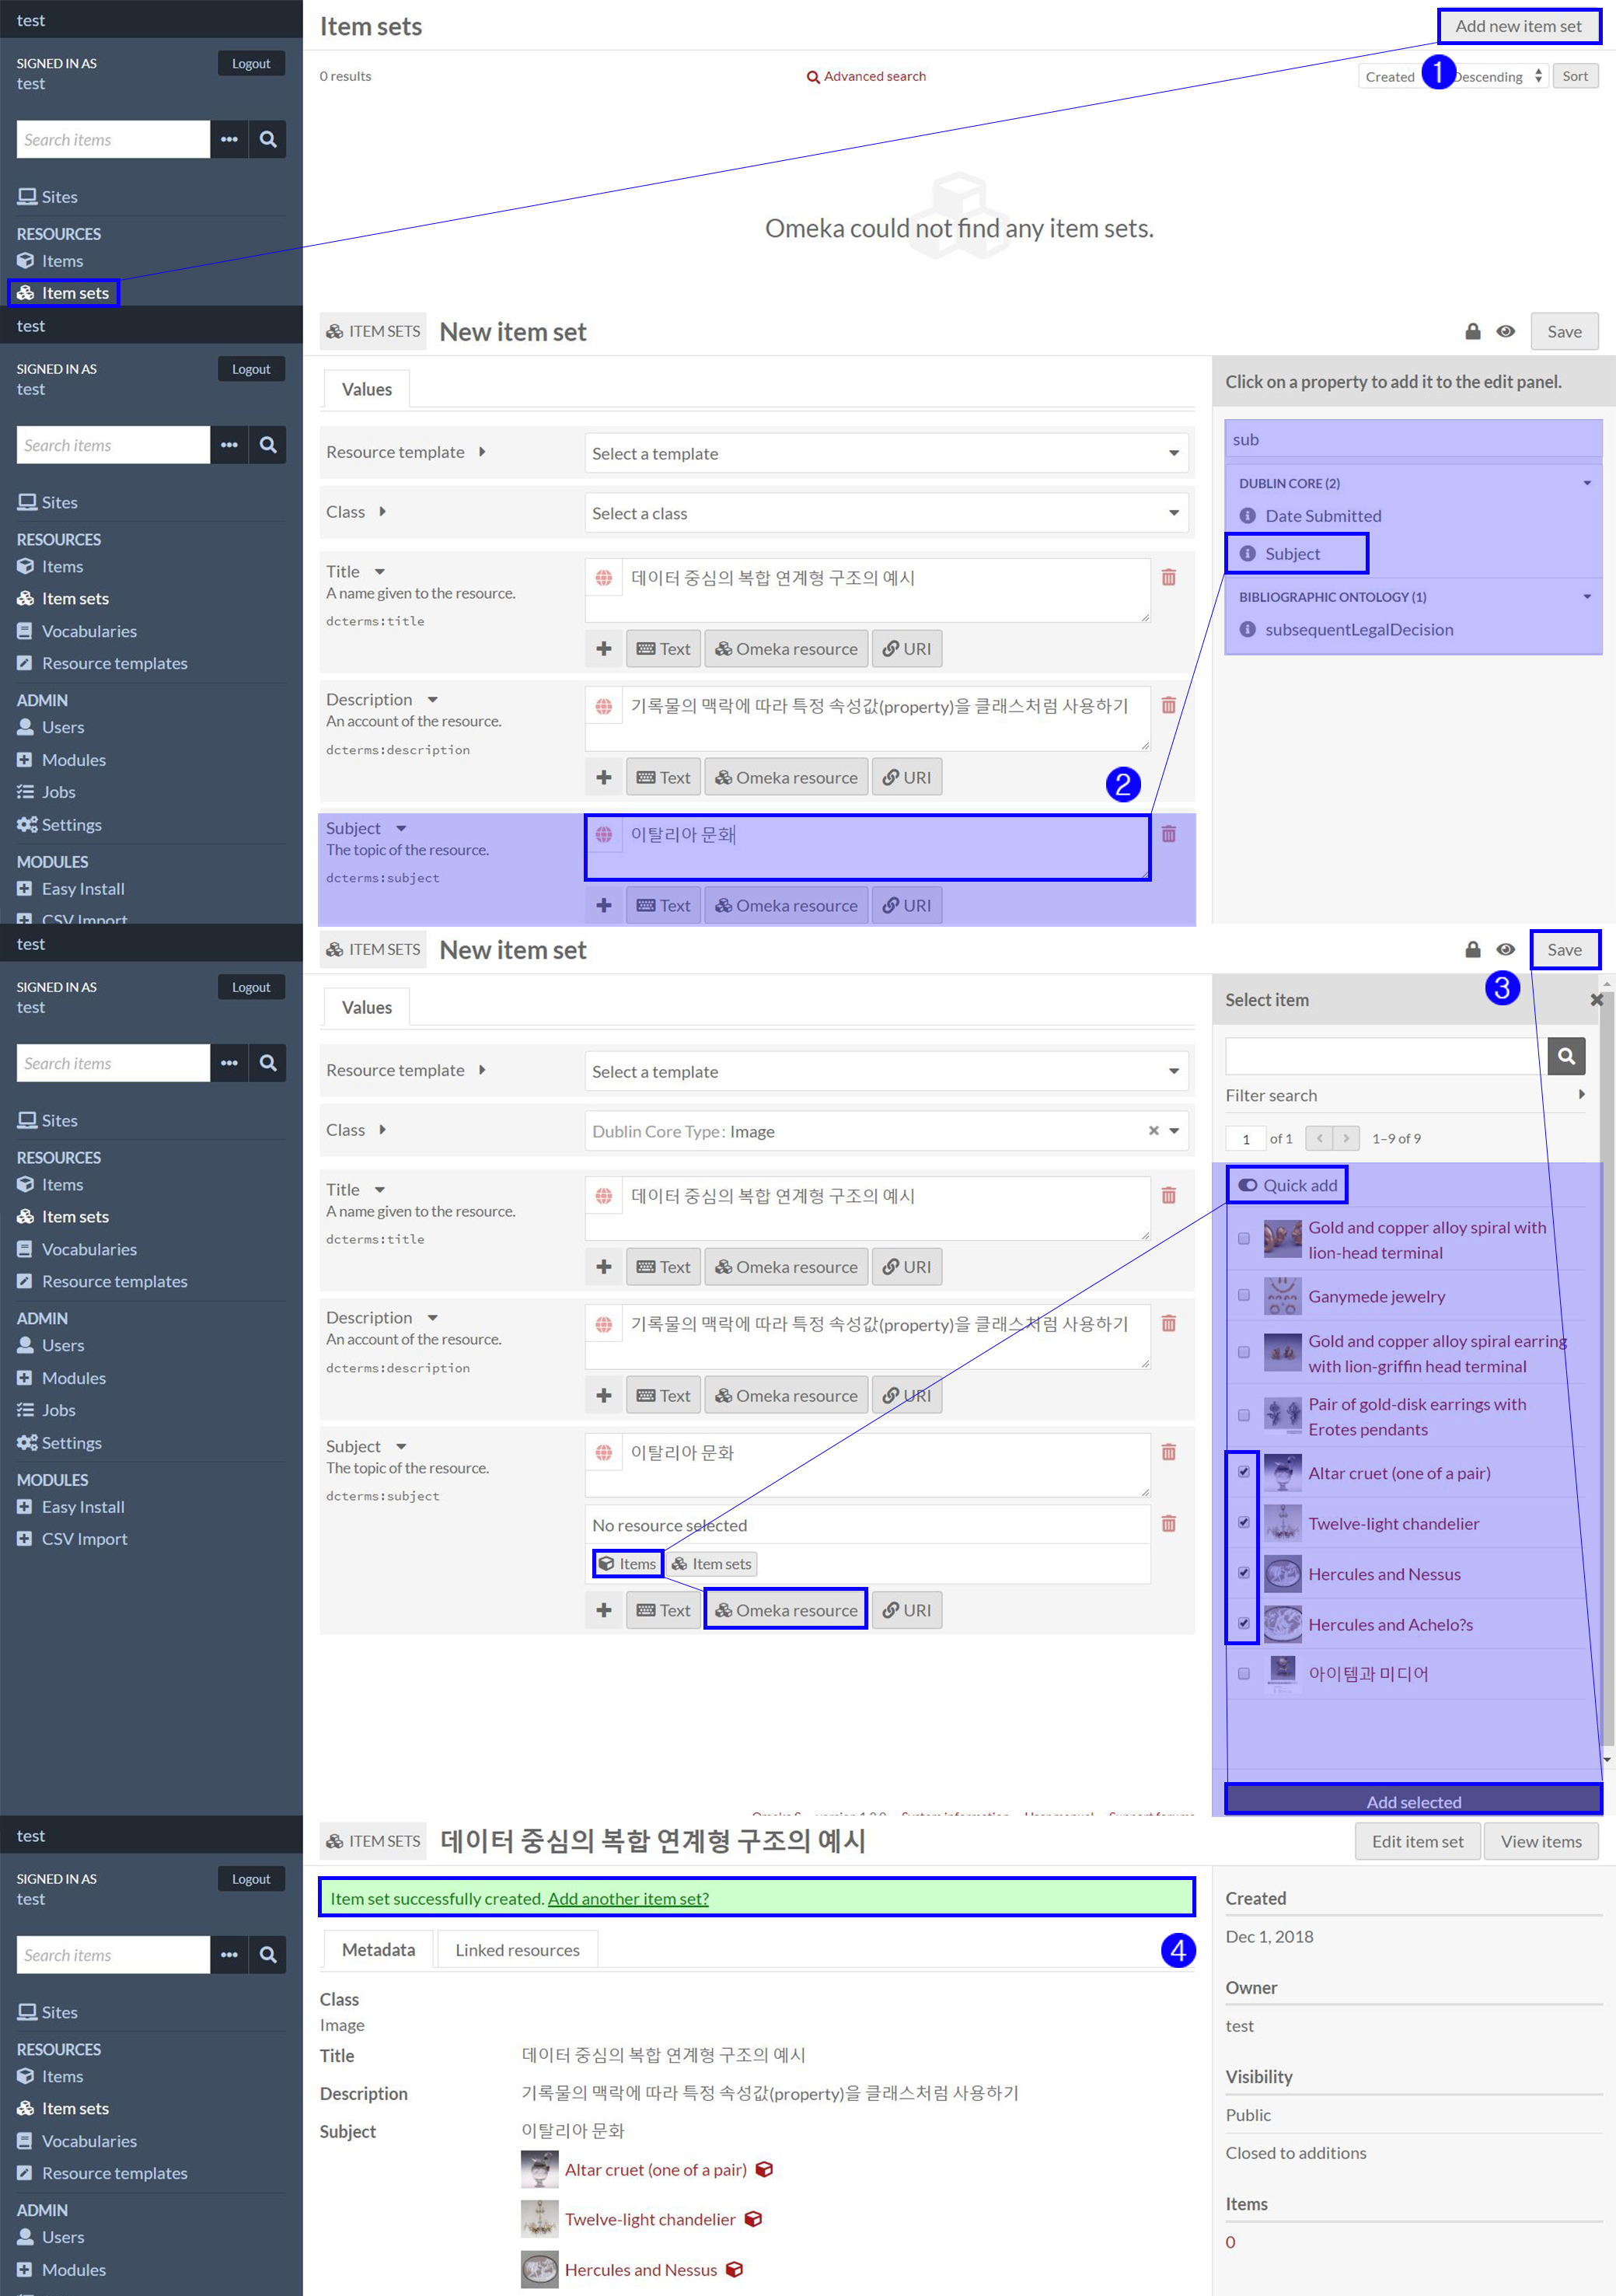 test
SIGNED IN AS
test
Logout
Search items
Sites
RESOURCES
Items
Item sets
Item sets
Add new item set
0 results
Advanced search
Created
Descending
Sort
1
Omeka could not find any item sets.
test
SIGNED IN AS
test
Logout
Search items
Sites
RESOURCES
Items
Item sets
Vocabularies
Resource templates
ADMIN
Users
Modules
Jobs
Settings
MODULES
Easy Install
CSV Import
ITEM SETS
New item set
Save
Values
Resource template
Select a template
Class
Select a class
Title
A name given to the resource.
dcterms:title
데이터 중심의 복합 연계형 구조의 예시
Text
Omeka resource
URI
Description
An account of the resource.
dcterms:description
기록물의 맥락에 따라 특정 속성값(property)을 클래스처럼 사용하기
Text
Omeka resource
URI
2
Subject
The topic of the resource.
dcterms:subject
이탈리아 문화
Text
Omeka resource
URI
Click on a property to add it to the edit panel.
sub
DUBLIN CORE (2)
Date Submitted
Subject
BIBLIOGRAPHIC ONTOLOGY (1)
subsequentLegalDecision
test
SIGNED IN AS
test
Logout
Search items
Sites
RESOURCES
Items
Item sets
Vocabularies
Resource templates
ADMIN
Users
Modules
Jobs
Settings
MODULES
Easy Install
CSV Import
ITEM SETS
New item set
Save
3
Values
Resource template
Select a template
Class
Dublin Core Type: Image
Title
A name given to the resource.
dcterms:title
데이터 중심의 복합 연계형 구조의 예시
Text
Omeka resource
URI
Description
An account of the resource.
dcterms:description
기록물의 맥락에 따라 특정 속성값(property)을 클래스처럼 사용하기
Text
Omeka resource
URI
Subject
The topic of the resource.
dcterms:subject
이탈리아 문화
No resource selected
Items
Item sets
Text
Omeka resource
URI
Select item
Filter search
1 of 1
1–9 of 9
Quick add
Gold and copper alloy spiral with
lion-head terminal
Ganymede jewelry
Gold and copper alloy spiral earring
with lion-griffin head terminal
Pair of gold-disk earrings with
Erotes pendants
Altar cruet (one of a pair)
Twelve-light chandelier
Hercules and Nessus
Hercules and Achelo?s
아이템과 미디어
Add selected
test
SIGNED IN AS
test
Logout
Search items
Sites
RESOURCES
Items
Item sets
Vocabularies
Resource templates
ADMIN
Users
Modules
ITEM SETS
데이터 중심의 복합 연계형 구조의 예시
Edit item set
View items
Item set successfully created. Add another item set?
Metadata
Linked resources
4
Class
Image
Title
데이터 중심의 복합 연계형 구조의 예시
Description
기록물의 맥락에 따라 특정 속성값(property)을 클래스처럼 사용하기
Subject
이탈리아 문화
Altar cruet (one of a pair)
Twelve-light chandelier
Hercules and Nessus
Created
Dec 1, 2018
Owner
test
Visibility
Public
Closed to additions
Items
0